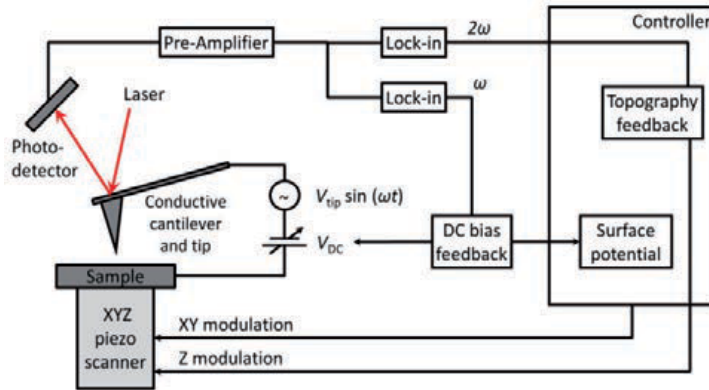 Controller
Pre-Amplifier
Lock-in
2ω
Laser
Lock-in
ω
Topography
feedback
Photo-
detector
Conductive
cantilever
and tip
~
V_tip sin (ωt)
V_DC
DC bias
feedback
Surface
potential
Sample
XYZ
piezo
scanner
XY modulation
Z modulation